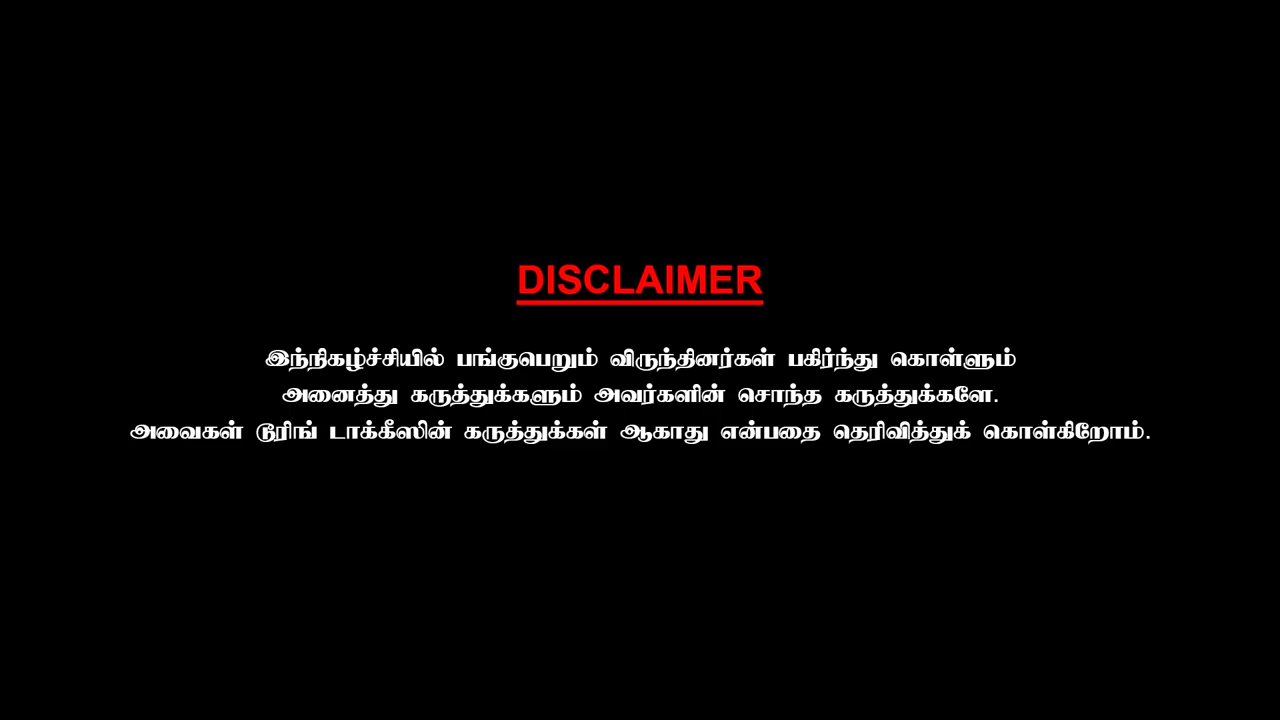 DISCLAIMER
இந்நிகழ்ச்சியில் பங்குபெறும் விருந்தினர்கள் பகிர்ந்து கொள்ளும்
அனைத்து கருத்துக்களும் அவர்களின் சொந்த கருத்துக்களே.
அவைகள் டூரிங் டாக்கீஸின் கருத்துக்கள் ஆகாது என்பதை தெரிவித்துக் கொள்கிறோம்.